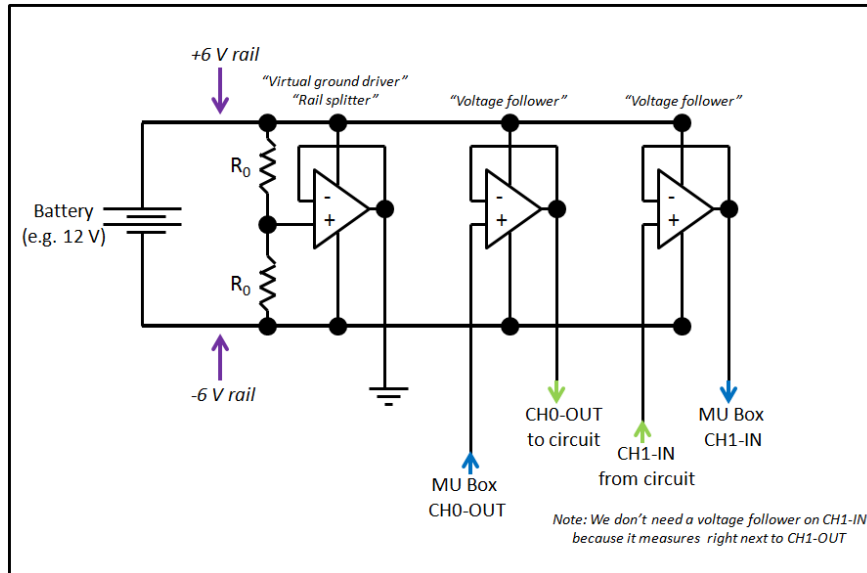 +6 V rail
"Virtual ground driver"
"Rail splitter"
"Voltage follower"
"Voltage follower"
R0
-
+
-
+
-
+
Battery
(e.g. 12 V)
R0
-6 V rail
CH0-OUT
to circuit
CH1-IN
from circuit
MU Box
CH1-IN
MU Box
CH0-OUT
Note: We don't need a voltage follower on CH1-IN
because it measures right next to CH1-OUT